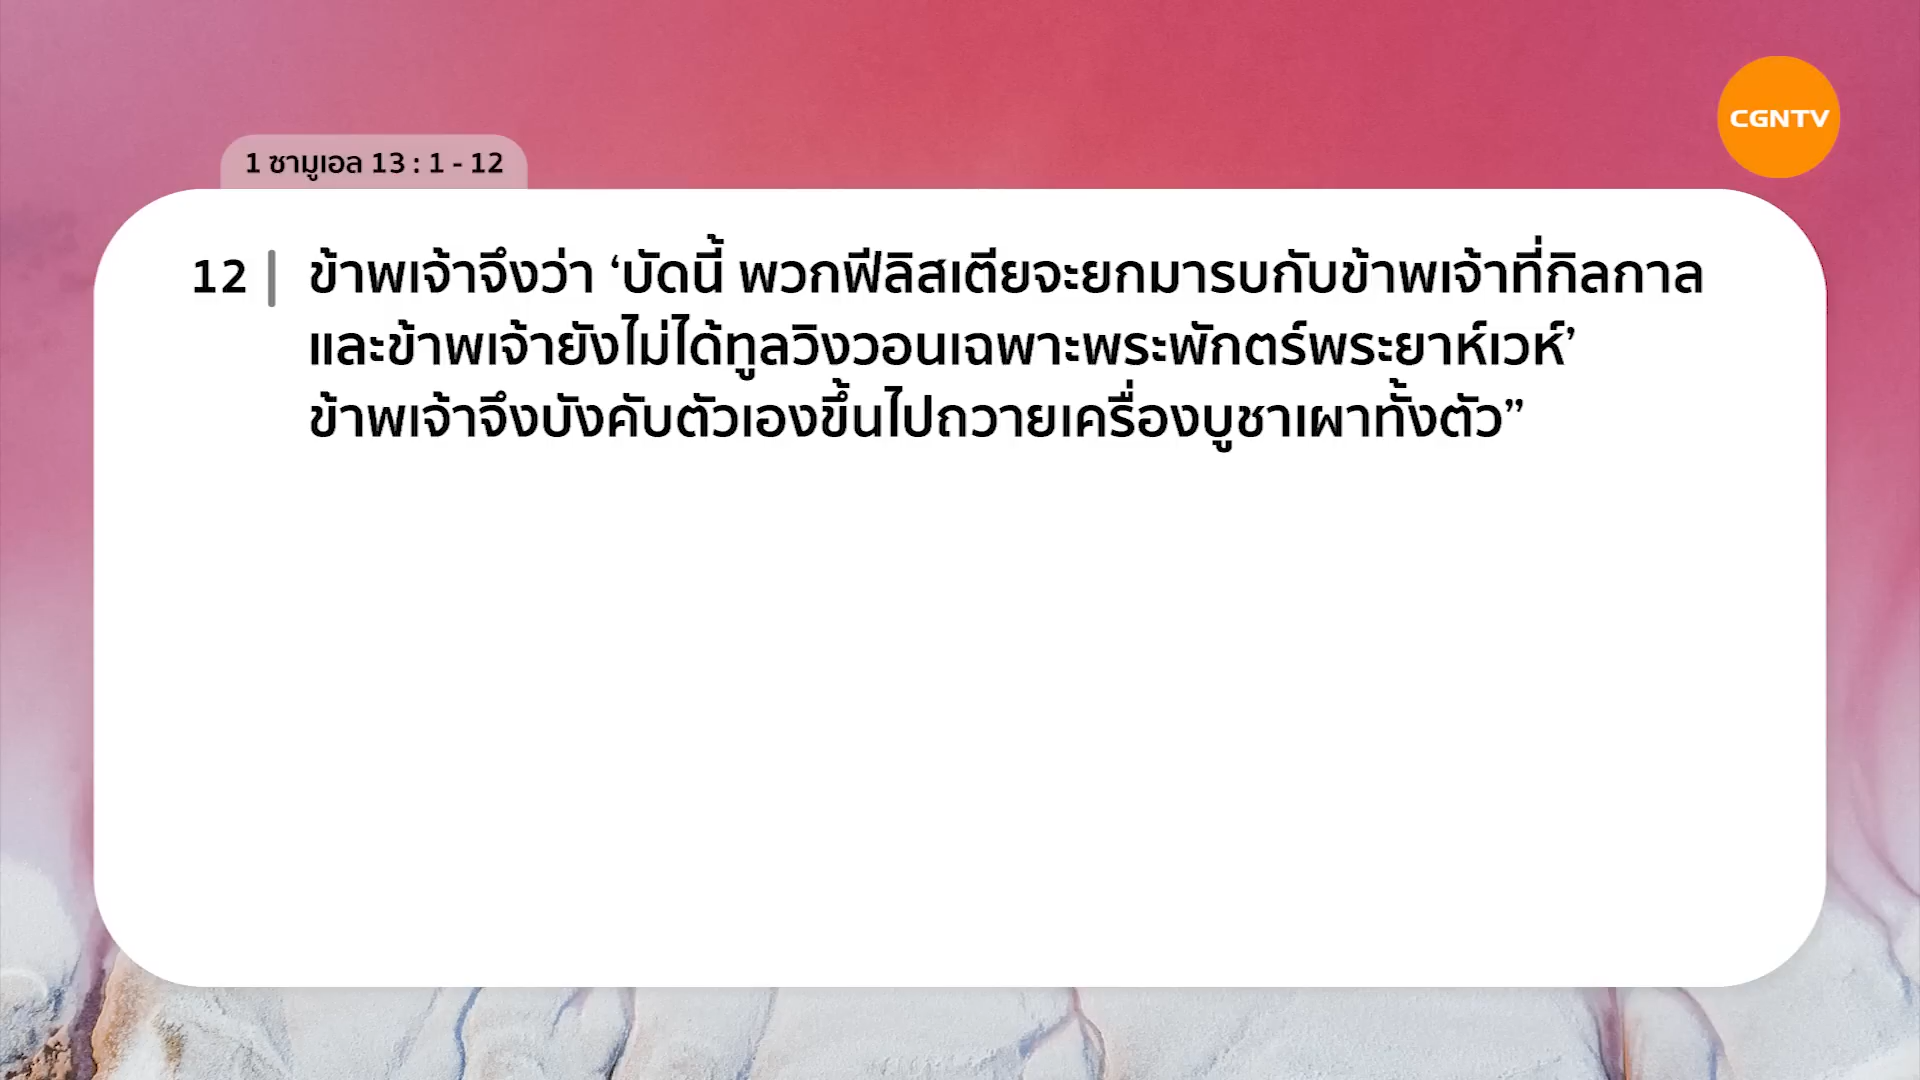 CGNTV
1 ซามูเอล 13 : 1 - 12
12 | ข้าพเจ้าจึงว่า ‘บัดนี้ พวกฟีลิสเตียจะยกมารบกับข้าพเจ้าที่กิลกาล
และข้าพเจ้ายังไม่ได้ทูลวิงวอนเฉพาะพระพักตร์พระยาห์เวห์’
ข้าพเจ้าจึงบังคับตัวเองขึ้นไปถวายเครื่องบูชาเผาทั้งตัว”